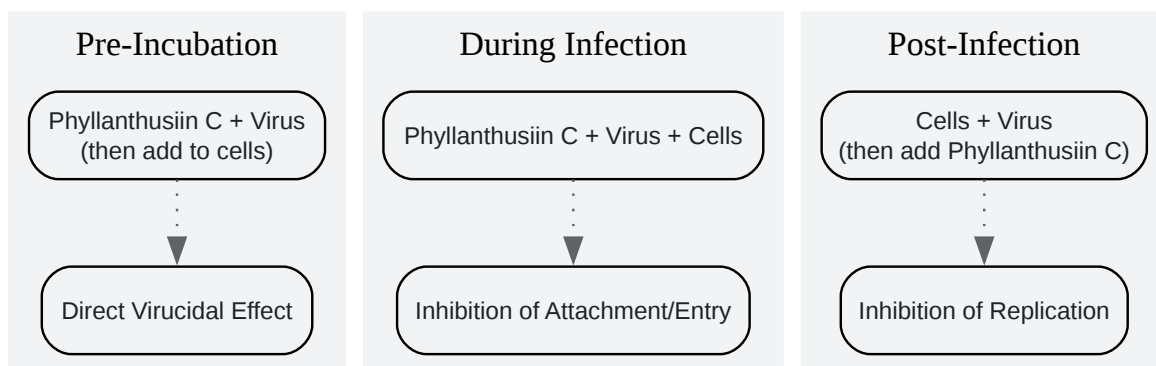 Pre-Incubation
Phyllanthusiin C + Virus
(then add to cells)
Direct Virucidal Effect
During Infection
Phyllanthusiin C + Virus + Cells
Inhibition of Attachment/Entry
Post-Infection
Cells + Virus
(then add Phyllanthusiin C)
Inhibition of Replication